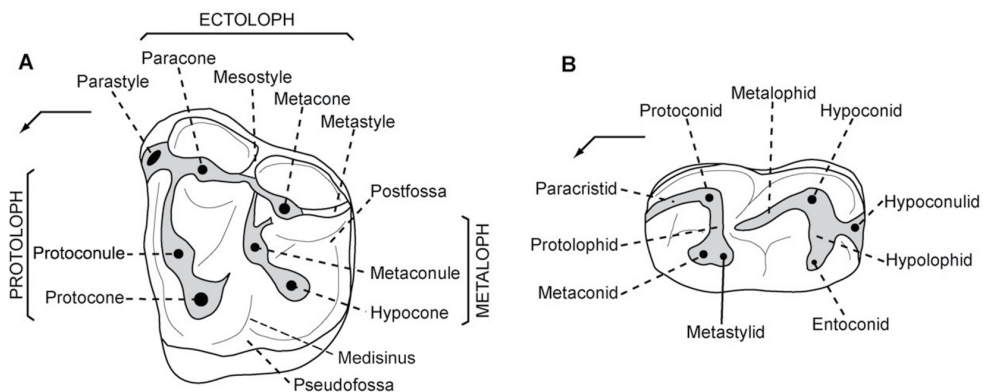 ECTOLOPH
A
Paracone
Parastyle
Mesostyle
Metacone
Metastyle
Postfossa
PROTOLOPH
Protoconule
Protocone
METALOPH
Metaconule
Hypocone
Medisinus
Pseudofossa
B
Metalophid
Protoconid
Hypoconid
Paracristid
Hypoconulid
Protolophid
Hypolophid
Metaconid
Metastylid
Entoconid